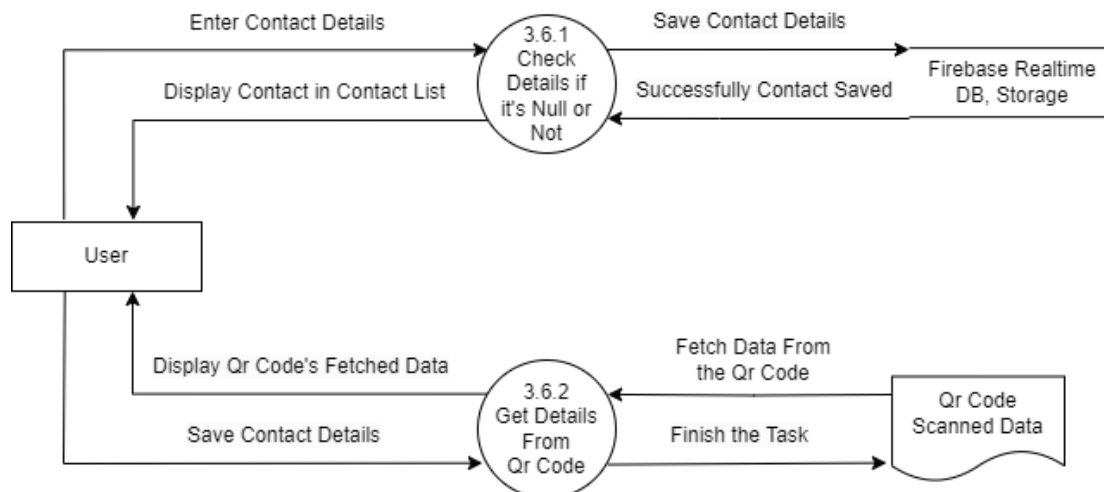 Enter Contact Details
Save Contact Details
3.6.1
Check
Details if
it's Null or
Not
Display Contact in Contact List
Successfully Contact Saved
Firebase Realtime
DB, Storage
User
Display Qr Code's Fetched Data
Save Contact Details
3.6.2
Get Details
From
Qr Code
Fetch Data From
the Qr Code
Finish the Task
Qr Code
Scanned Data